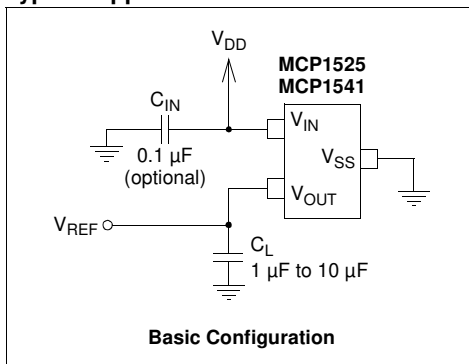 V_DD
MCP1525
MCP1541
C_IN
V_IN
0.1 µF
(optional)
V_SS
V_OUT
V_REF
C_L
1 µF to 10 µF
Basic Configuration